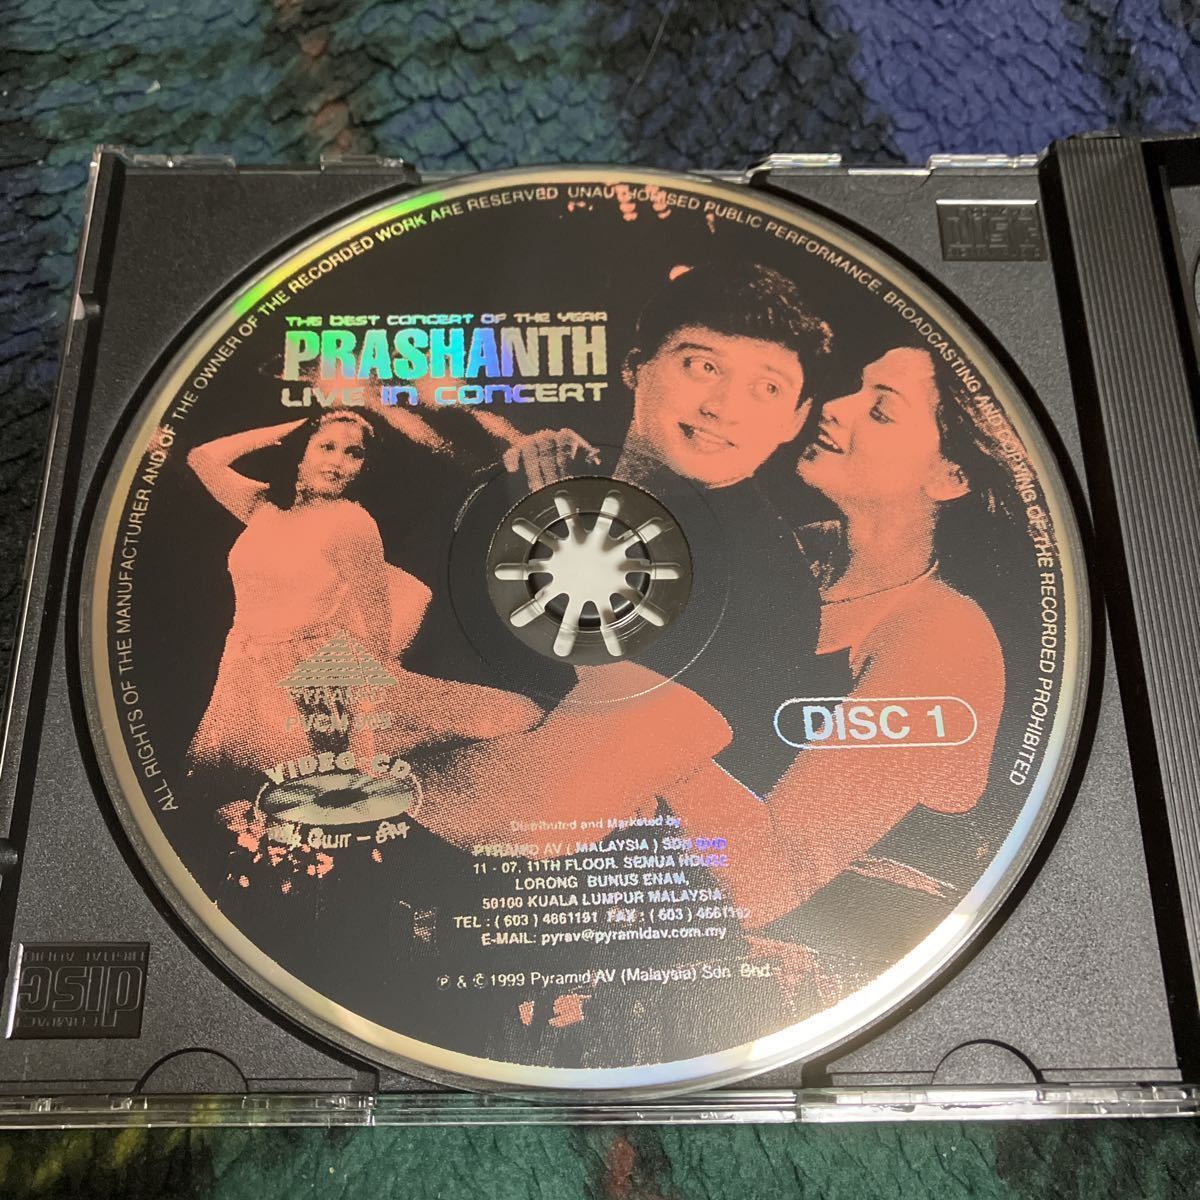 ALL RIGHTS OF THE MANUFACTURER AND OF THE OWNER OF THE RECORDED WORK ARE RESERVED UNAUTHORISED PUBLIC PERFORMANCE. BROADCASTING AND COPYING OF THE RECORDED PROHIBITED
THE BEST CONCERT OF THE YEAR
PRASHANTH
LIVE IN CONCERT
DISC 1
VIDEO CD
Distributed and Marketed by :
PYRAMID AV ( MALAYSIA ) SDN BHD
11 - 07, 11TH FLOOR. SEMUA HOUSE
LORONG BUNUS ENAM,
50100 KUALA LUMPUR MALAYSIA
TEL : ( 603 ) 4661191 FAX : ( 603 ) 4661192
E-MAIL: pyrav@pyramidav.com.my
℗ & © 1999 Pyramid AV (Malaysia) Sdn Bhd
COMPACT
disc
DIGITAL AUDIO